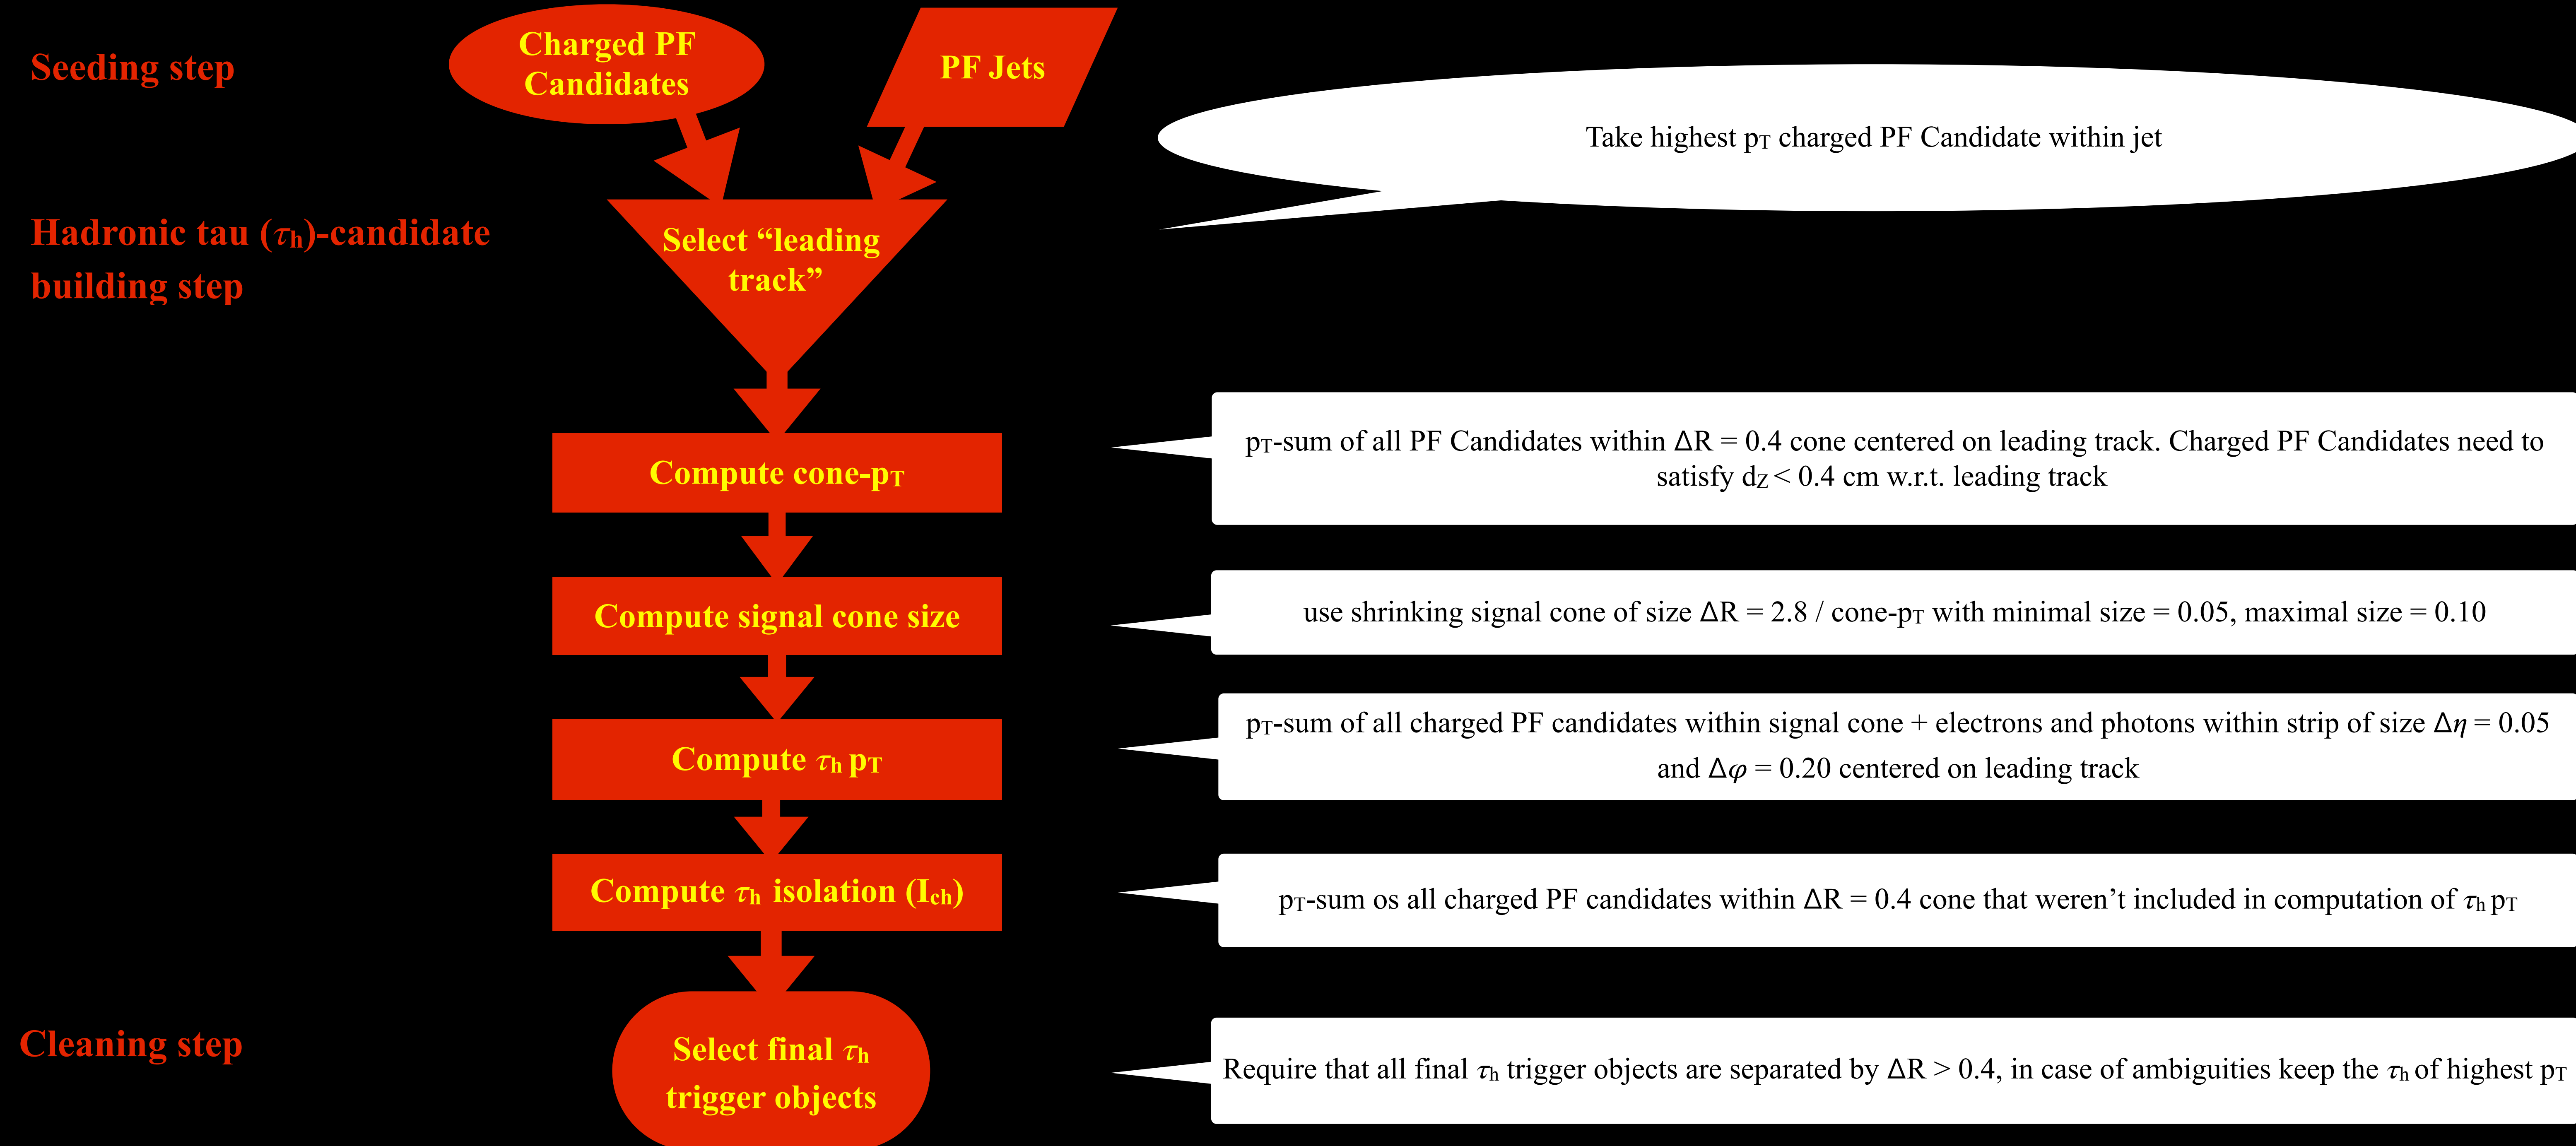 Seeding step
Charged PF
Candidates
PF Jets
Take highest pT charged PF Candidate within jet
Hadronic tau (τh)-candidate
building step
Select “leading
track”
Compute cone-pT
pT-sum of all PF Candidates within ΔR = 0.4 cone centered on leading track. Charged PF Candidates need to
satisfy dZ < 0.4 cm w.r.t. leading track
Compute signal cone size
use shrinking signal cone of size ΔR = 2.8 / cone-pT with minimal size = 0.05, maximal size = 0.10
Compute τh pT
pT-sum of all charged PF candidates within signal cone + electrons and photons within strip of size Δη = 0.05
and Δφ = 0.20 centered on leading track
Compute τh isolation (Ich)
pT-sum os all charged PF candidates within ΔR = 0.4 cone that weren’t included in computation of τh pT
Cleaning step
Select final τh
trigger objects
Require that all final τh trigger objects are separated by ΔR > 0.4, in case of ambiguities keep the τh of highest pT